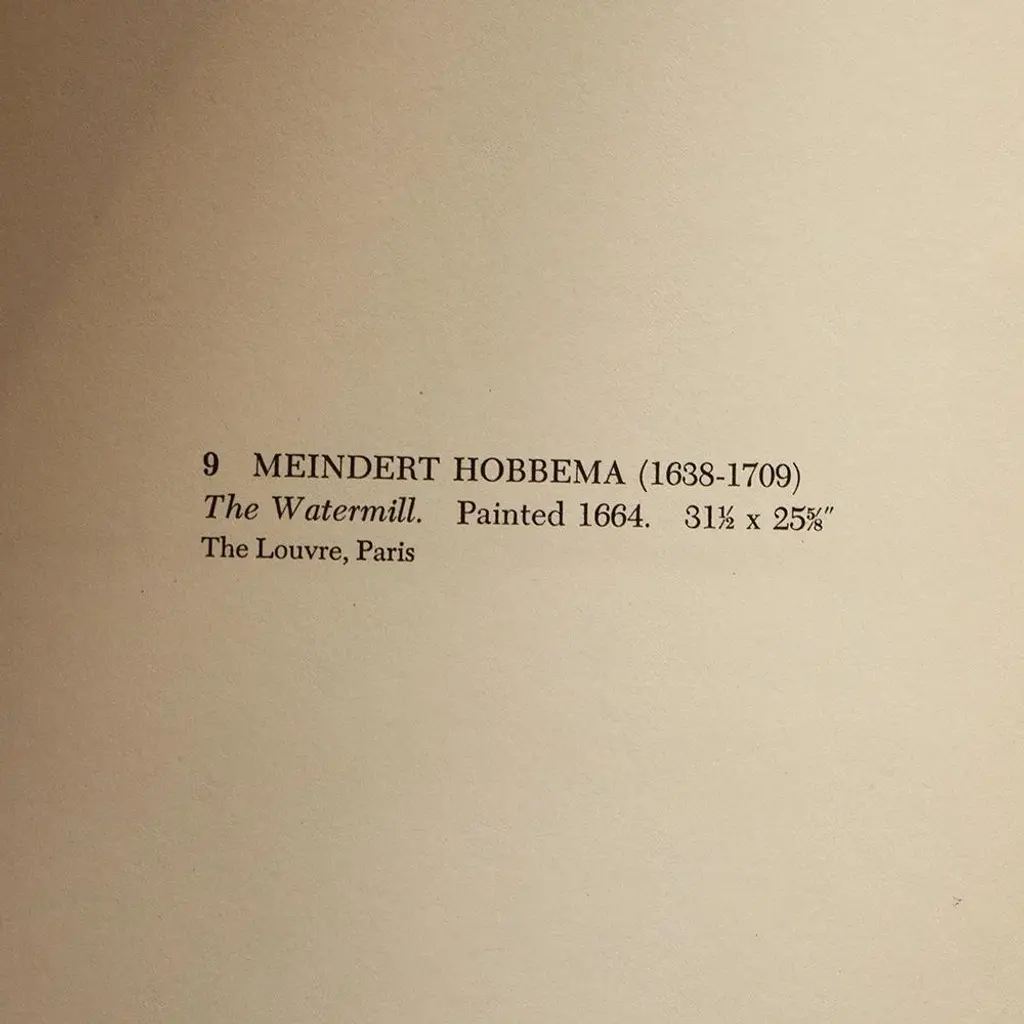 9 MEINDERT HOBBEMA (1638-1709)
The Watermill. Painted 1664. 31½ x 25⅝″
The Louvre, Paris